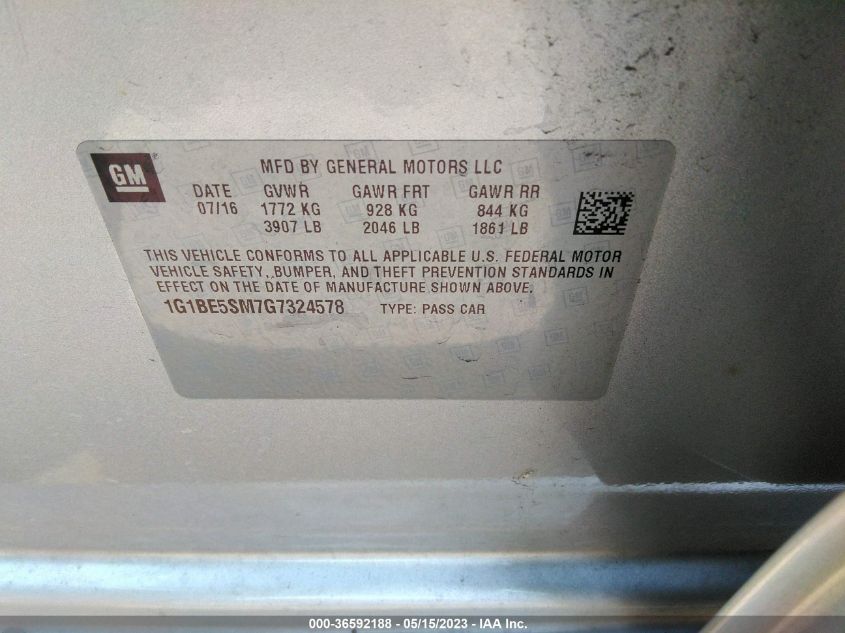 GM
MFD BY GENERAL MOTORS LLC
DATE GVWR GAWR FRT GAWR RR
07/16 1772 KG 928 KG 844 KG
3907 LB 2046 LB 1861 LB
THIS VEHICLE CONFORMS TO ALL APPLICABLE U.S. FEDERAL MOTOR
VEHICLE SAFETY, BUMPER, AND THEFT PREVENTION STANDARDS IN
EFFECT ON THE DATE OF MANUFACTURE SHOWN ABOVE.
1G1BE5SM7G7324578 TYPE: PASS CAR
000-36592188 - 05/15/2023 - IAA Inc.